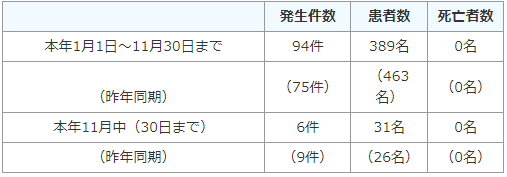 発生件数 患者数 死亡者数
本年1月1日～11月30日まで 94件 389名 0名
（昨年同期） （75件） （463名） （0名）
本年11月中（30日まで） 6件 31名 0名
（昨年同期） （9件） （26名） （0名）